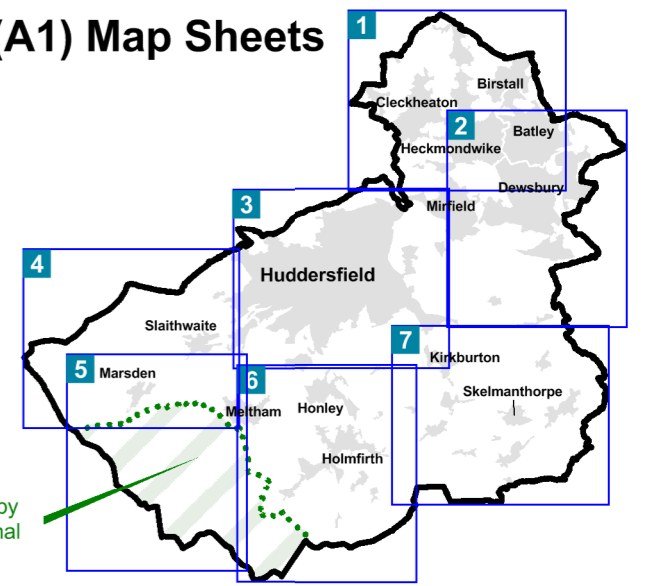 (A1) Map Sheets
1
Birstall
Cleckheaton
2
Batley
Heckmondwike
Dewsbury
3
Mirfield
4
Huddersfield
Slaithwaite
7
5
Marsden
Kirkburton
6
Skelmanthorpe
Meltham
Honley
Holmfirth
by
nal